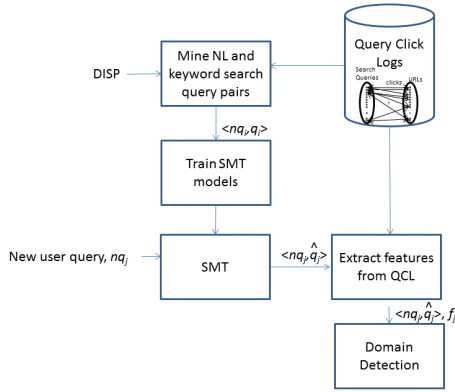 Query Click
Logs
Search
Queries
clicks
URLs
Mine NL and
keyword search
query pairs
DISP
<nqᵢ,qᵢ>
Train SMT
models
New user query, nqⱼ
SMT
<nqⱼ,q̂ⱼ>
Extract features
from QCL
<nqⱼ,q̂ⱼ>, fⱼ
Domain
Detection